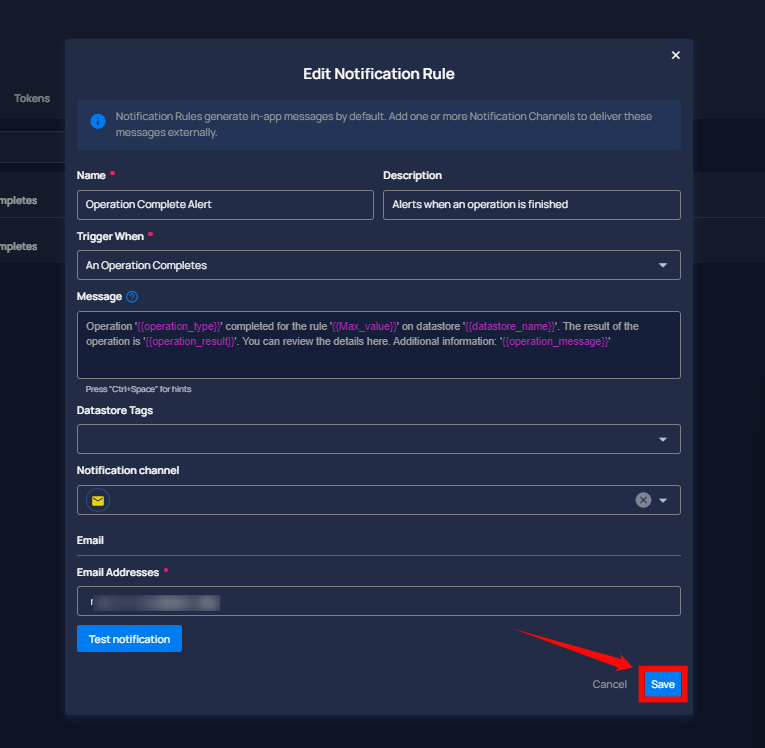 Edit Notification Rule
Notification Rules generate in-app messages by default. Add one or more Notification Channels to deliver these
messages externally.
Tokens
mpletes
mpletes
Name *
Description
Operation Complete Alert
Alerts when an operation is finished
Trigger When *
An Operation Completes
Message
Operation '{{operation_type}}' completed for the rule '{{Max_value}}' on datastore '{{datastore_name}}'. The result of the
operation is '{{operation_result}}'. You can review the details here. Additional information: '{{operation_message}}'
Press "Ctrl+Space" for hints
Datastore Tags
Notification channel
Email
Email Addresses *
Test notification
Cancel
Save